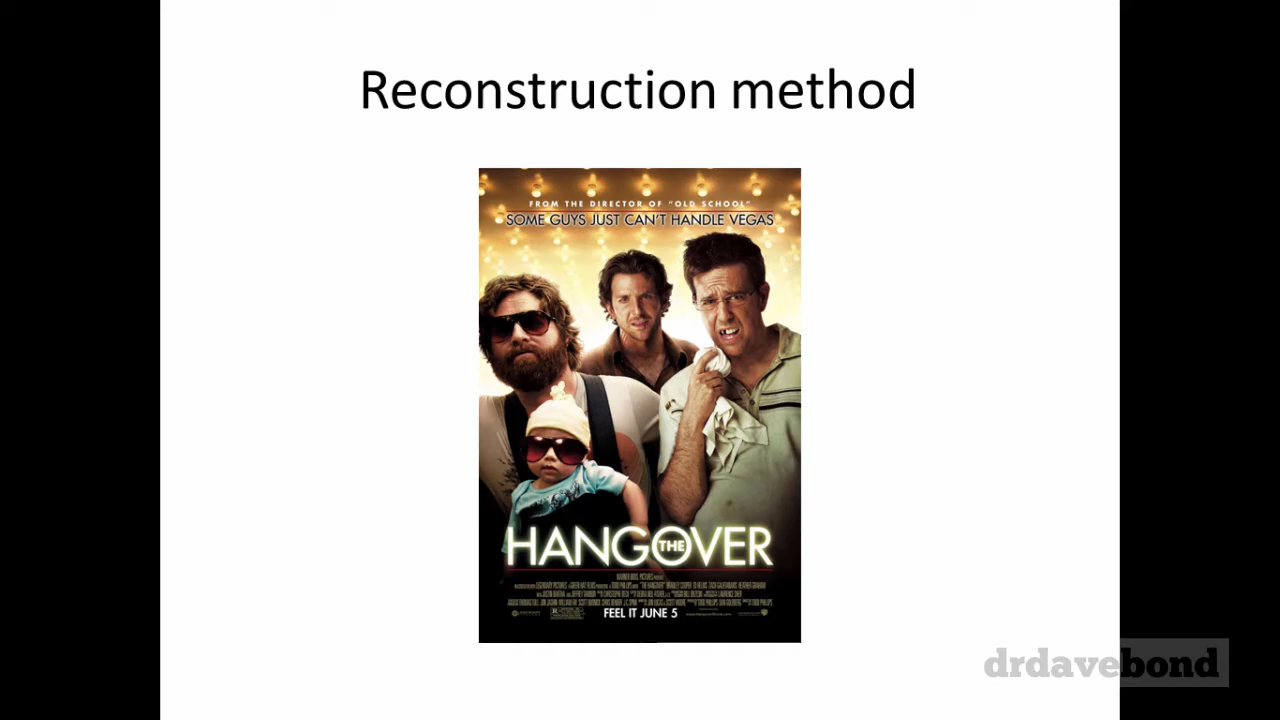 Reconstruction method
FROM THE DIRECTOR OF "OLD SCHOOL"
SOME GUYS JUST CAN'T HANDLE VEGAS
THE HANGOVER
FEEL IT JUNE 5
drdavebond